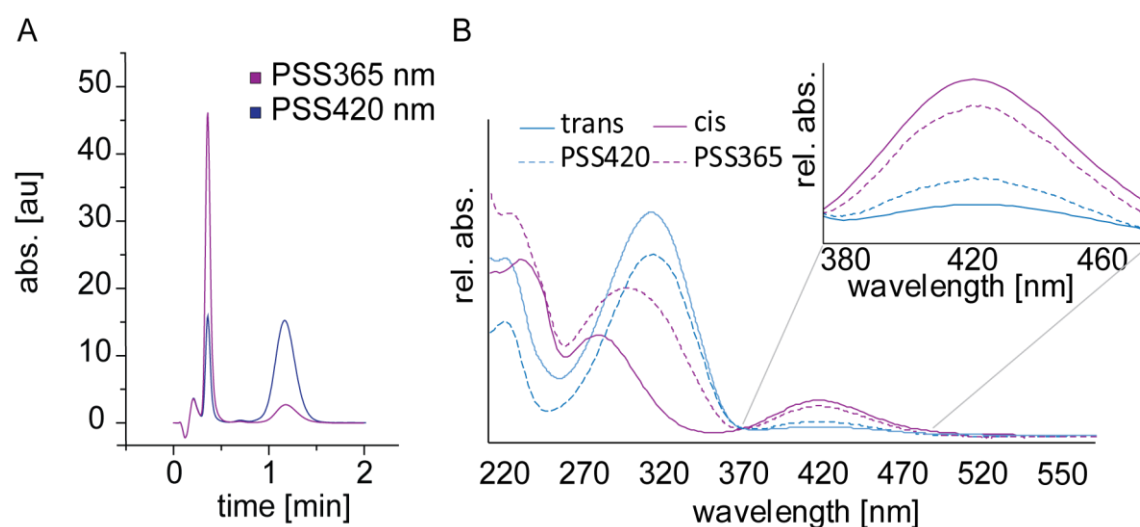 A
PSS365 nm
PSS420 nm
abs. [au]
50
40
30
20
10
0
0 1 2
time [min]
B
trans cis
PSS420 PSS365
rel. abs.
220 270 320 370 420 470 520 550
wavelength [nm]
rel. abs.
380 420 460
wavelength [nm]